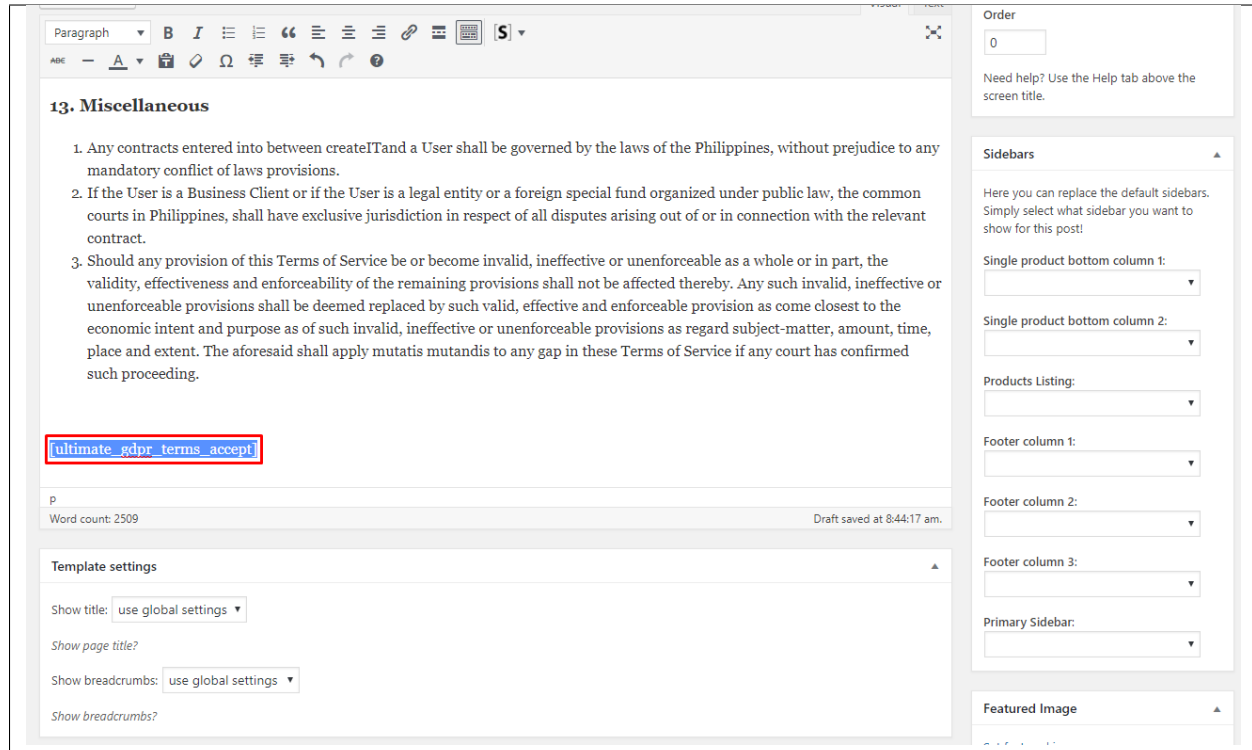 Visual Text
Paragraph
ABC
13. Miscellaneous
1. Any contracts entered into between createITand a User shall be governed by the laws of the Philippines, without prejudice to any
mandatory conflict of laws provisions.
2. If the User is a Business Client or if the User is a legal entity or a foreign special fund organized under public law, the common
courts in Philippines, shall have exclusive jurisdiction in respect of all disputes arising out of or in connection with the relevant
contract.
3. Should any provision of this Terms of Service be or become invalid, ineffective or unenforceable as a whole or in part, the
validity, effectiveness and enforceability of the remaining provisions shall not be affected thereby. Any such invalid, ineffective or
unenforceable provisions shall be deemed replaced by such valid, effective and enforceable provision as come closest to the
economic intent and purpose as of such invalid, ineffective or unenforceable provisions as regard subject-matter, amount, time,
place and extent. The aforesaid shall apply mutatis mutandis to any gap in these Terms of Service if any court has confirmed
such proceeding.
[ultimate_gdpr_terms_accept]
p
Word count: 2509
Draft saved at 8:44:17 am.
Template settings
Show title: use global settings
Show page title?
Show breadcrumbs: use global settings
Show breadcrumbs?
Order
0
Need help? Use the Help tab above the
screen title.
Sidebars
Here you can replace the default sidebars.
Simply select what sidebar you want to
show for this post!
Single product bottom column 1:
Single product bottom column 2:
Products Listing:
Footer column 1:
Footer column 2:
Footer column 3:
Primary Sidebar:
Featured Image